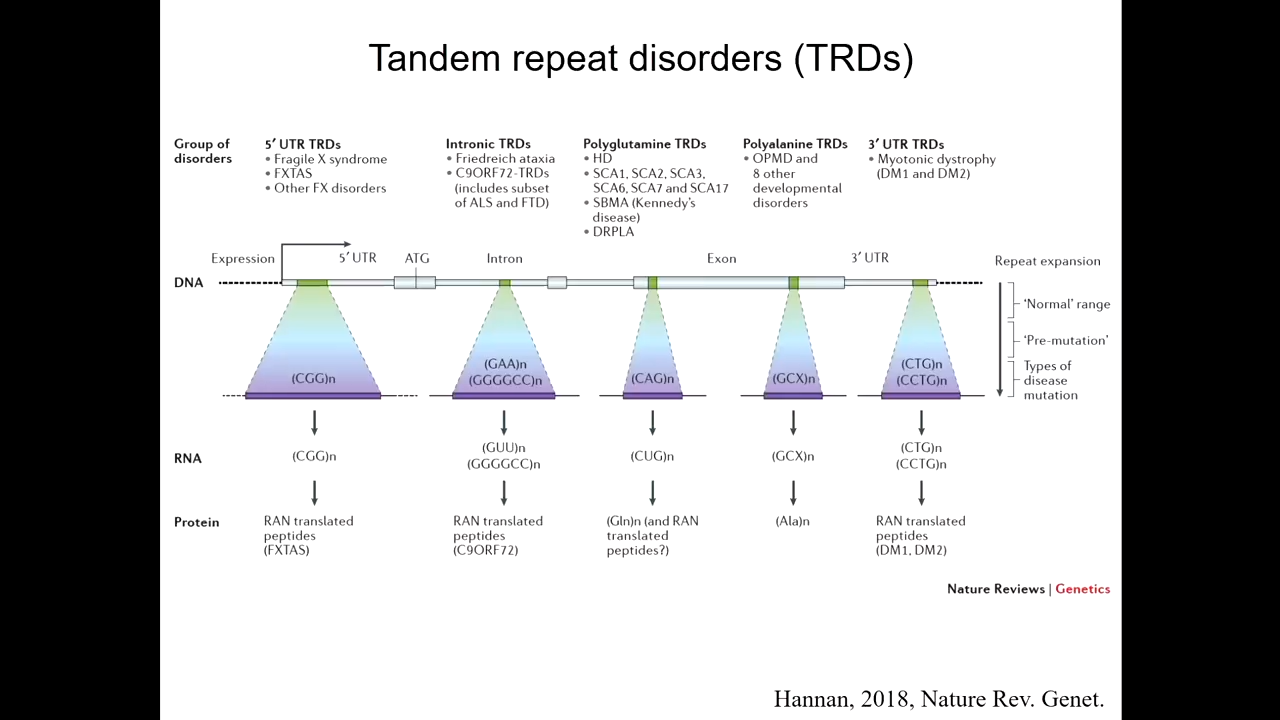 Tandem repeat disorders (TRDs)
Group of
disorders
5′ UTR TRDs
• Fragile X syndrome
• FXTAS
• Other FX disorders
Intronic TRDs
• Friedreich ataxia
• C9ORF72-TRDs
(includes subset
of ALS and FTD)
Polyglutamine TRDs
• HD
• SCA1, SCA2, SCA3,
SCA6, SCA7 and SCA17
• SBMA (Kennedy's
disease)
• DRPLA
Polyalanine TRDs
• OPMD and
8 other
developmental
disorders
3′ UTR TRDs
• Myotonic dystrophy
(DM1 and DM2)
Expression
5′ UTR
ATG
Intron
Exon
3′ UTR
Repeat expansion
DNA
'Normal' range
'Pre-mutation'
Types of
disease
mutation
(CGG)n
(GAA)n
(GGGGCC)n
(CAG)n
(GCX)n
(CTG)n
(CCTG)n
RNA
(CGG)n
(GUU)n
(GGGGCC)n
(CUG)n
(GCX)n
(CTG)n
(CCTG)n
Protein
RAN translated
peptides
(FXTAS)
RAN translated
peptides
(C9ORF72)
(Gln)n (and RAN
translated
peptides?)
(Ala)n
RAN translated
peptides
(DM1, DM2)
Nature Reviews | Genetics
Hannan, 2018, Nature Rev. Genet.